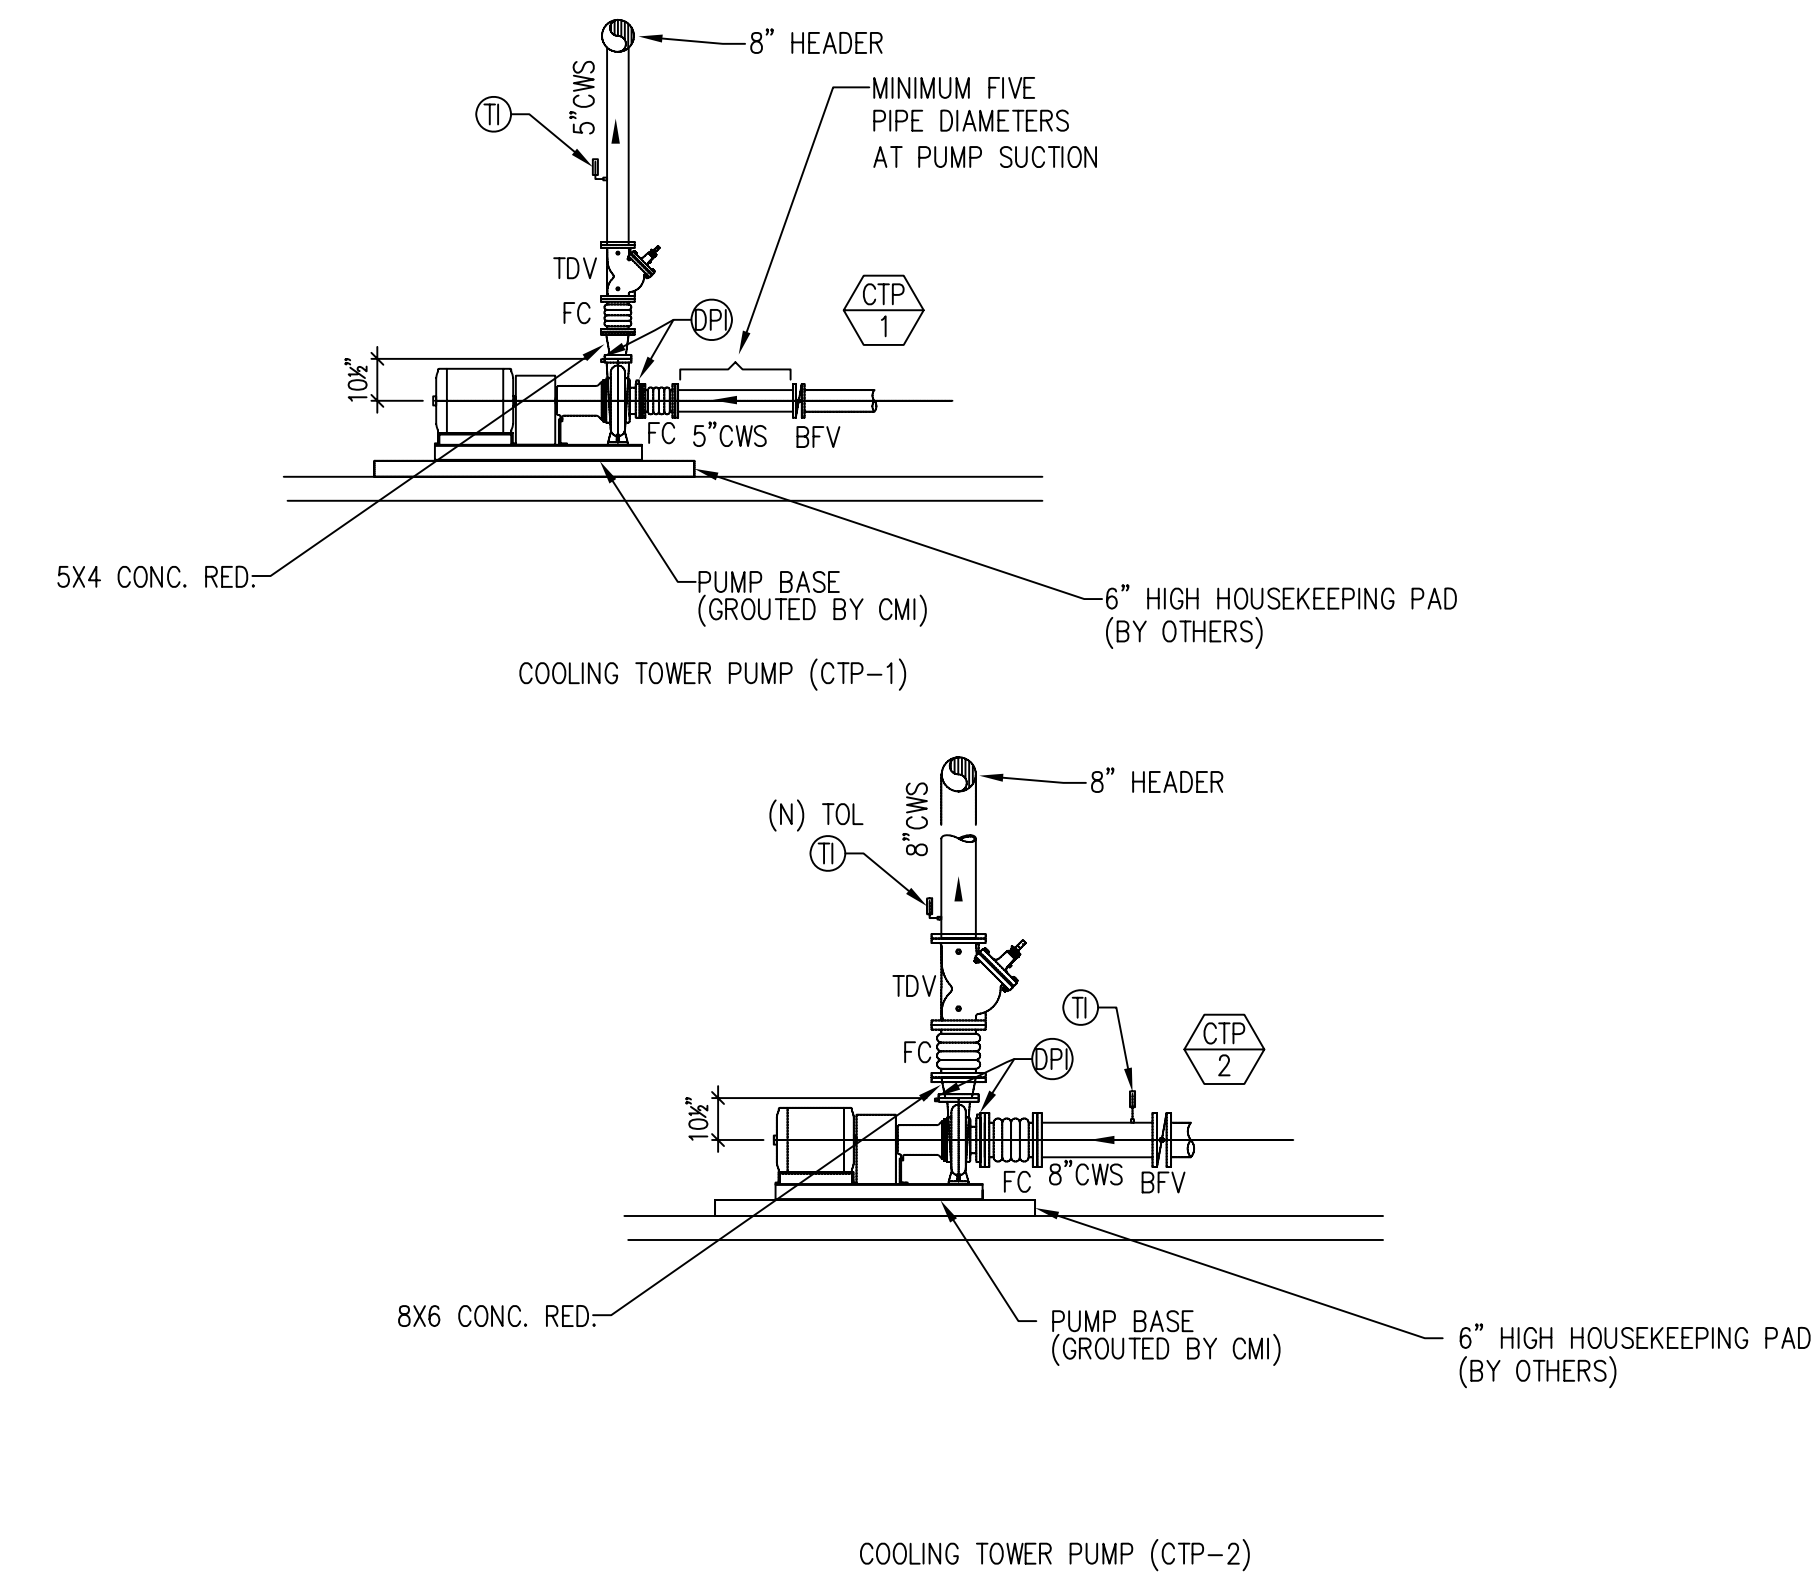 8” HEADER
5”CWS
MINIMUM FIVE
PIPE DIAMETERS
AT PUMP SUCTION
TI
TDV
FC
DPI
CTP
1
10½”
FC
5”CWS
BFV
5X4 CONC. RED.
PUMP BASE
(GROUTED BY CMI)
6” HIGH HOUSEKEEPING PAD
(BY OTHERS)
COOLING TOWER PUMP (CTP-1)
8” HEADER
8”CWS
(N) TOL
TI
TDV
TI
CTP
2
FC
DPI
10½”
FC
8”CWS
BFV
8X6 CONC. RED.
PUMP BASE
(GROUTED BY CMI)
6” HIGH HOUSEKEEPING PAD
(BY OTHERS)
COOLING TOWER PUMP (CTP-2)